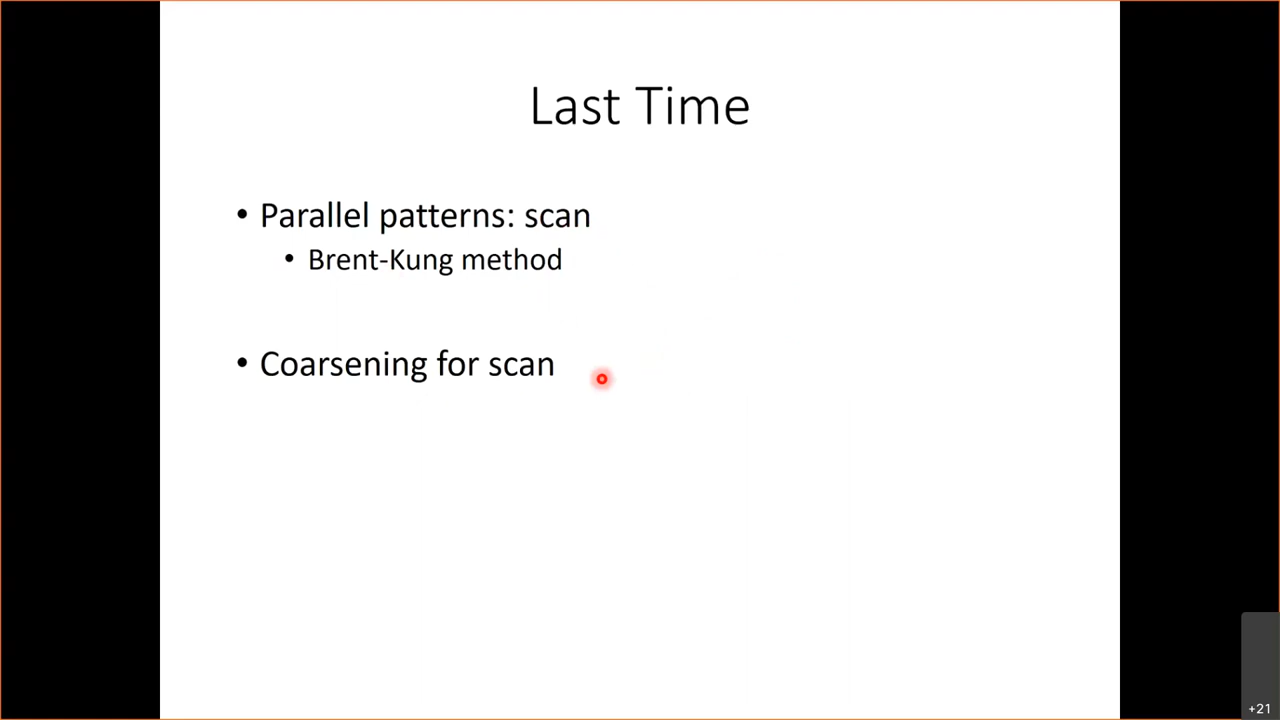 Last Time
• Parallel patterns: scan
• Brent-Kung method
• Coarsening for scan
+21